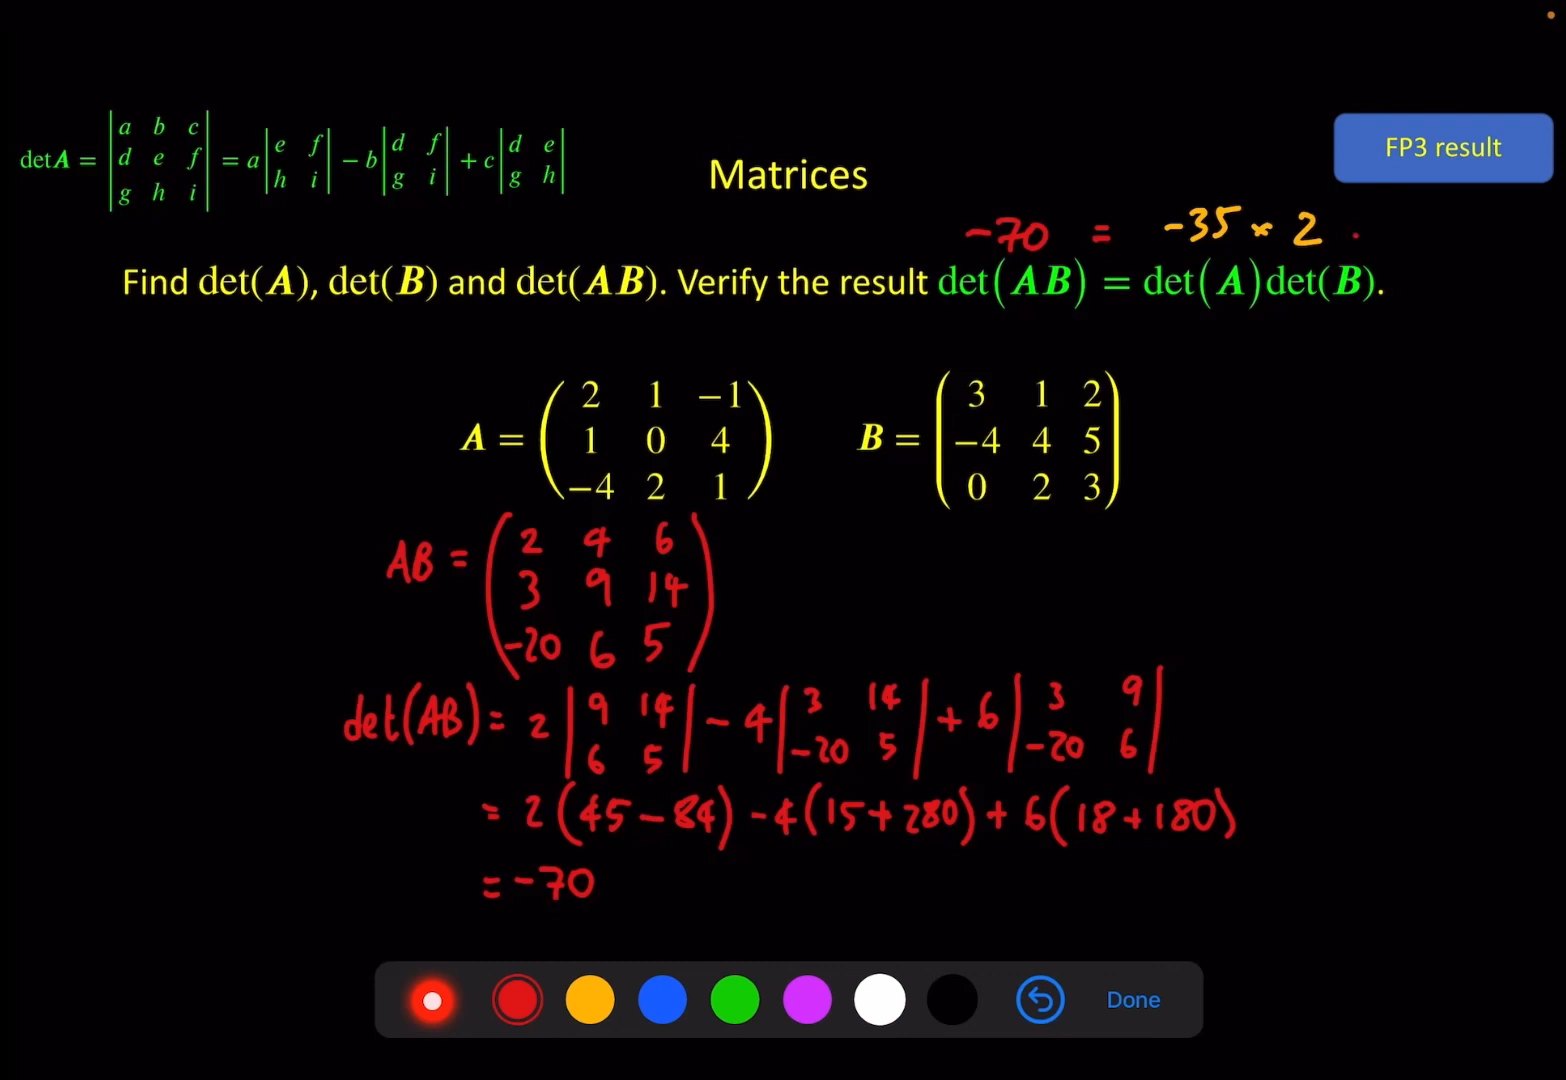 detA = |a b c; d e f; g h i| = a|e f; h i| − b|d f; g i| + c|d e; g h|
Matrices
FP3 result
-70 = -35 × 2 .
Find det(A), det(B) and det(AB). Verify the result det(AB) = det(A)det(B).
A = (2 1 −1; 1 0 4; −4 2 1) B = (3 1 2; −4 4 5; 0 2 3)
AB = (2 4 6; 3 9 14; -20 6 5)
det(AB) = 2|9 14; 6 5| - 4|3 14; -20 5| + 6|3 9; -20 6|
= 2(45 - 84) - 4(15 + 280) + 6(18 + 180)
= -70
Done